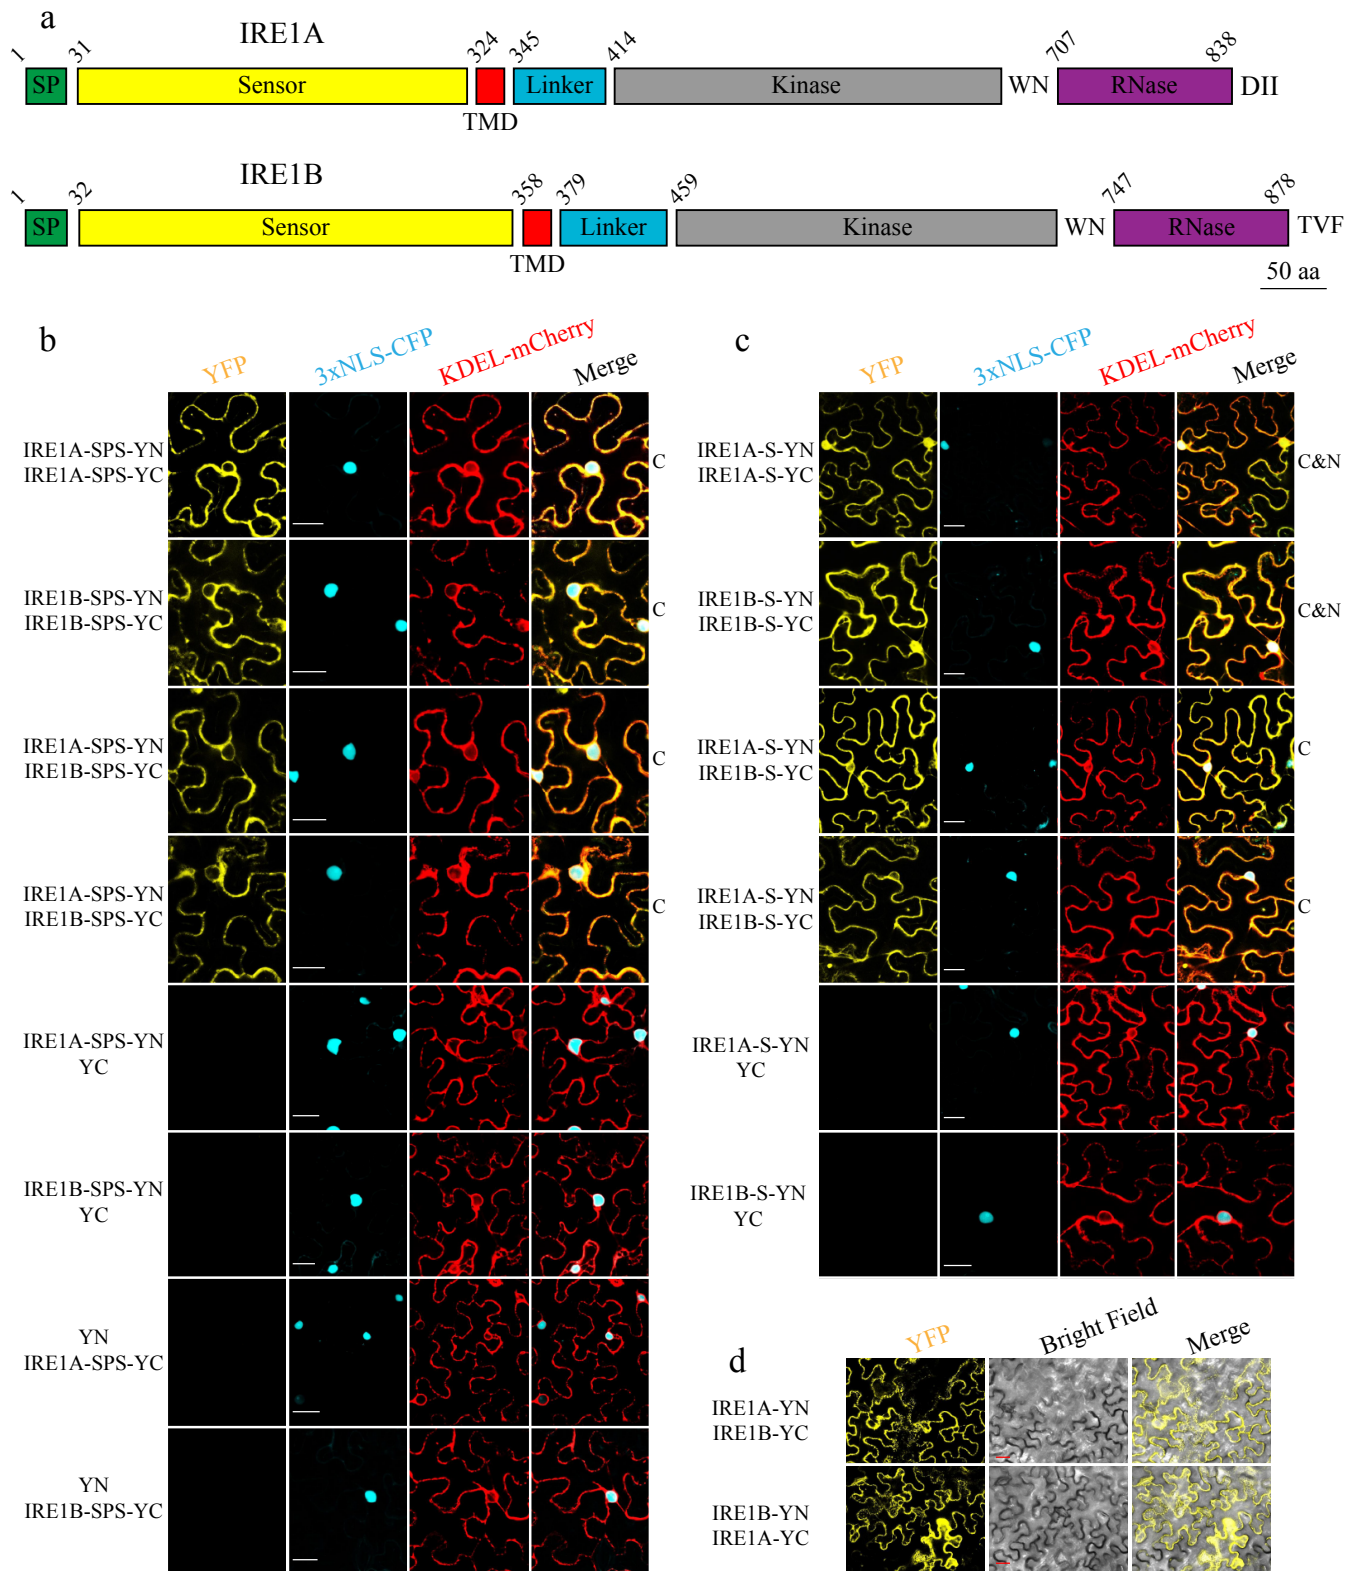 a
IRE1A
1 31 324 345 414 707 838
SP Sensor Linker Kinase WN RNase DII
TMD
IRE1B
1 32 358 379 459 747 878
SP Sensor Linker Kinase WN RNase TVF
TMD
50 aa
b
YFP 3xNLS-CFP KDEL-mCherry Merge
IRE1A-SPS-YN
IRE1A-SPS-YC
C
IRE1B-SPS-YN
IRE1B-SPS-YC
C
IRE1A-SPS-YN
IRE1B-SPS-YC
C
IRE1A-SPS-YN
IRE1B-SPS-YC
C
IRE1A-SPS-YN
YC
IRE1B-SPS-YN
YC
YN
IRE1A-SPS-YC
YN
IRE1B-SPS-YC
c
YFP 3xNLS-CFP KDEL-mCherry Merge
IRE1A-S-YN
IRE1A-S-YC
C&N
IRE1B-S-YN
IRE1B-S-YC
C&N
IRE1A-S-YN
IRE1B-S-YC
C
IRE1A-S-YN
IRE1B-S-YC
C
IRE1A-S-YN
YC
IRE1B-S-YN
YC
d
YFP Bright Field Merge
IRE1A-YN
IRE1B-YC
IRE1B-YN
IRE1A-YC